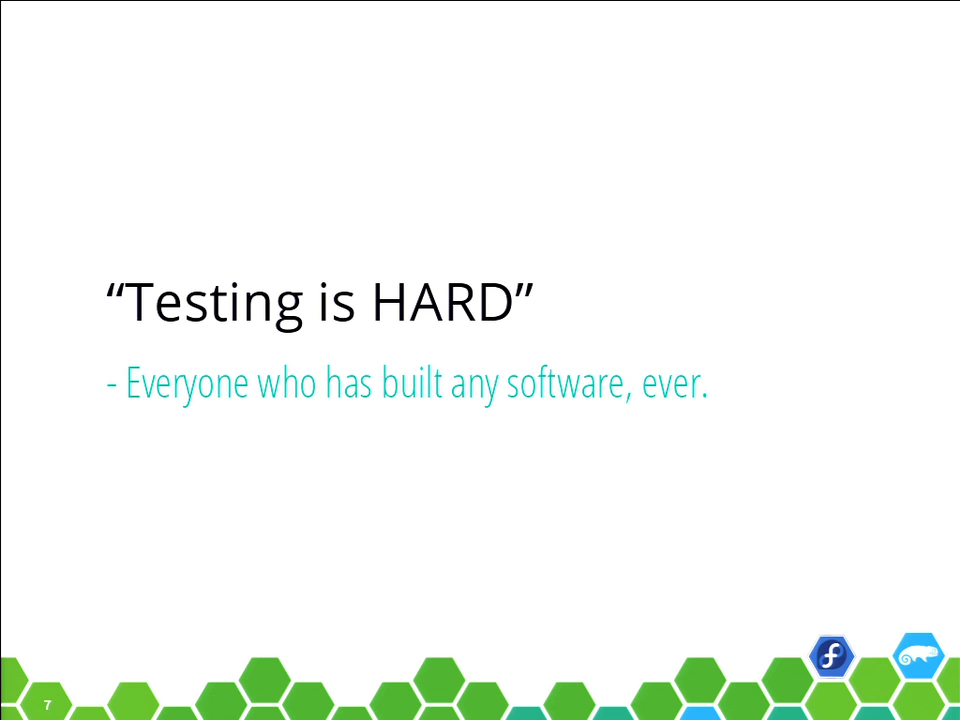 “Testing is HARD”
- Everyone who has built any software, ever.
7